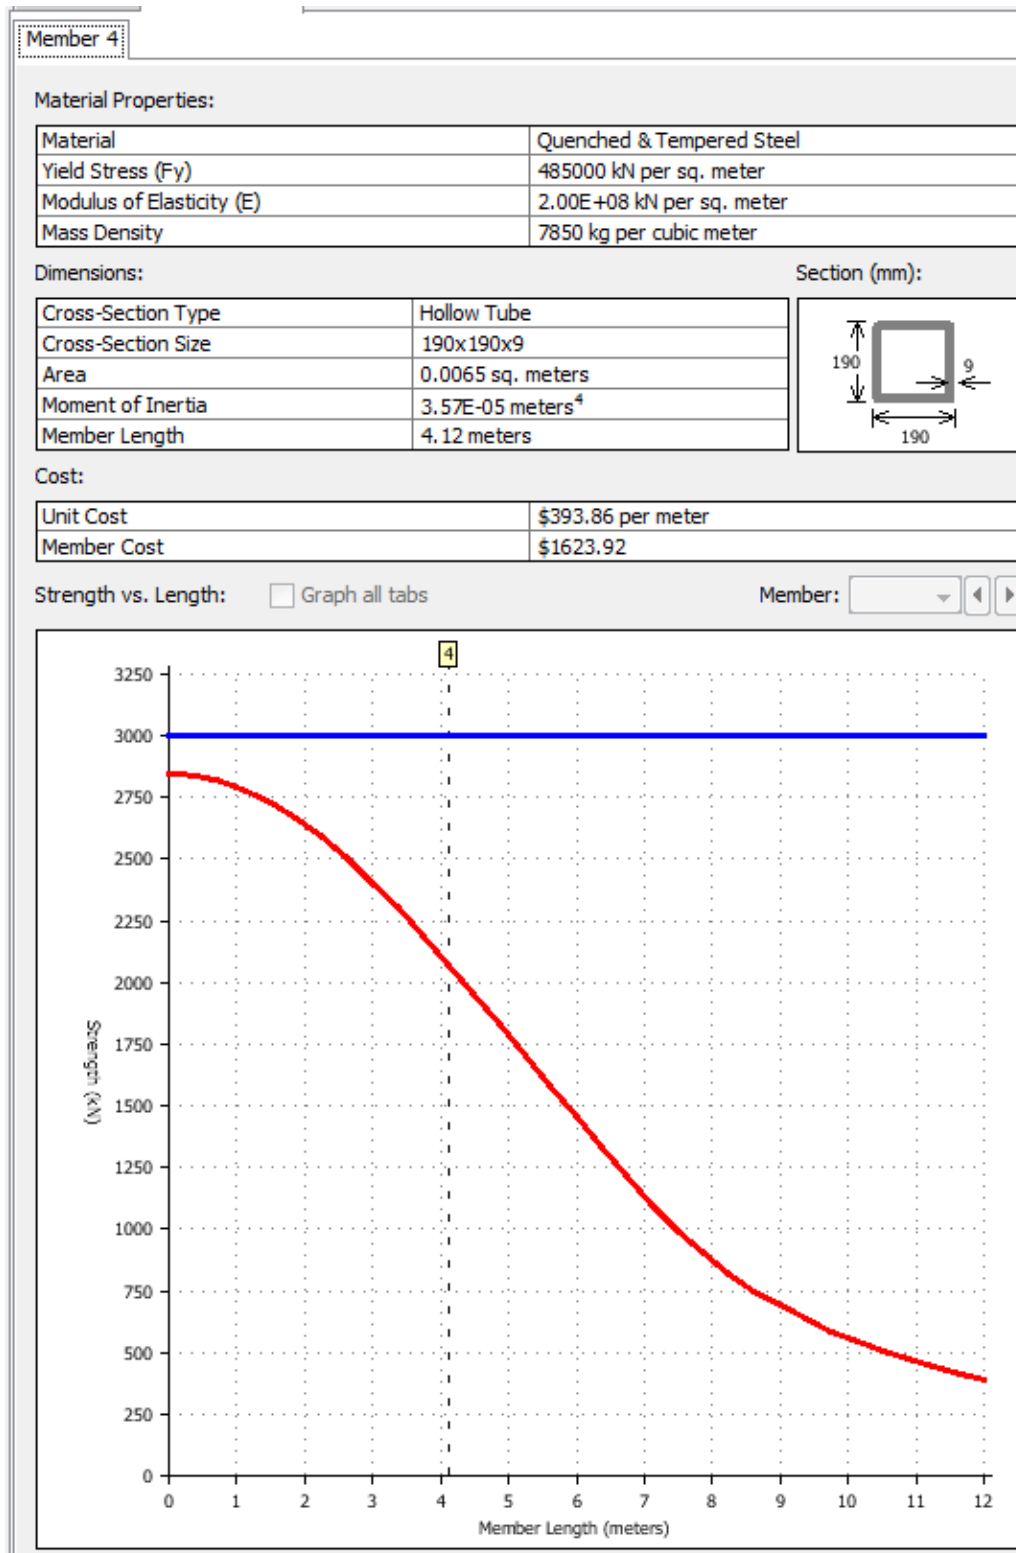 Member 4
Material Properties:
Material Quenched & Tempered Steel
Yield Stress (Fy) 485000 kN per sq. meter
Modulus of Elasticity (E) 2.00E+08 kN per sq. meter
Mass Density 7850 kg per cubic meter
Dimensions: Section (mm):
Cross-Section Type Hollow Tube
Cross-Section Size 190x190x9
Area 0.0065 sq. meters
Moment of Inertia 3.57E-05 meters⁴
Member Length 4.12 meters
190 9
190
Cost:
Unit Cost $393.86 per meter
Member Cost $1623.92
Strength vs. Length: Graph all tabs Member:
4
3250
3000
2750
2500
2250
2000
1750
1500
1250
1000
750
500
250
0
Strength (kN)
0 1 2 3 4 5 6 7 8 9 10 11 12
Member Length (meters)